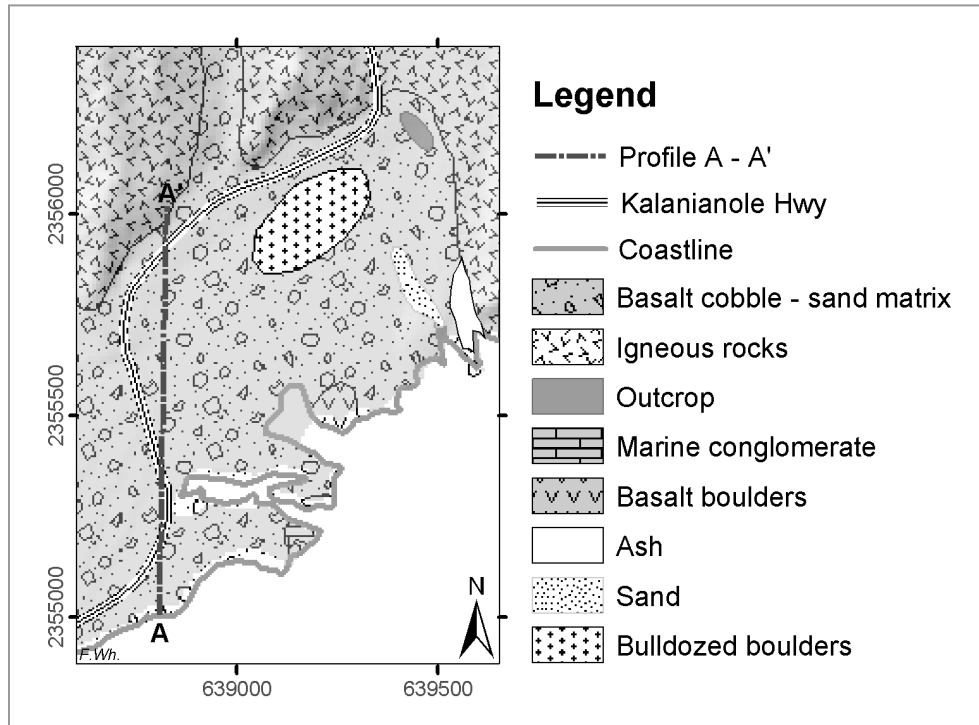 Legend
Profile A - A'
Kalanianole Hwy
Coastline
Basalt cobble - sand matrix
Igneous rocks
Outcrop
Marine conglomerate
Basalt boulders
Ash
Sand
Bulldozed boulders
A'
A
N
F.Wh.
2356000
2355500
2355000
639000
639500